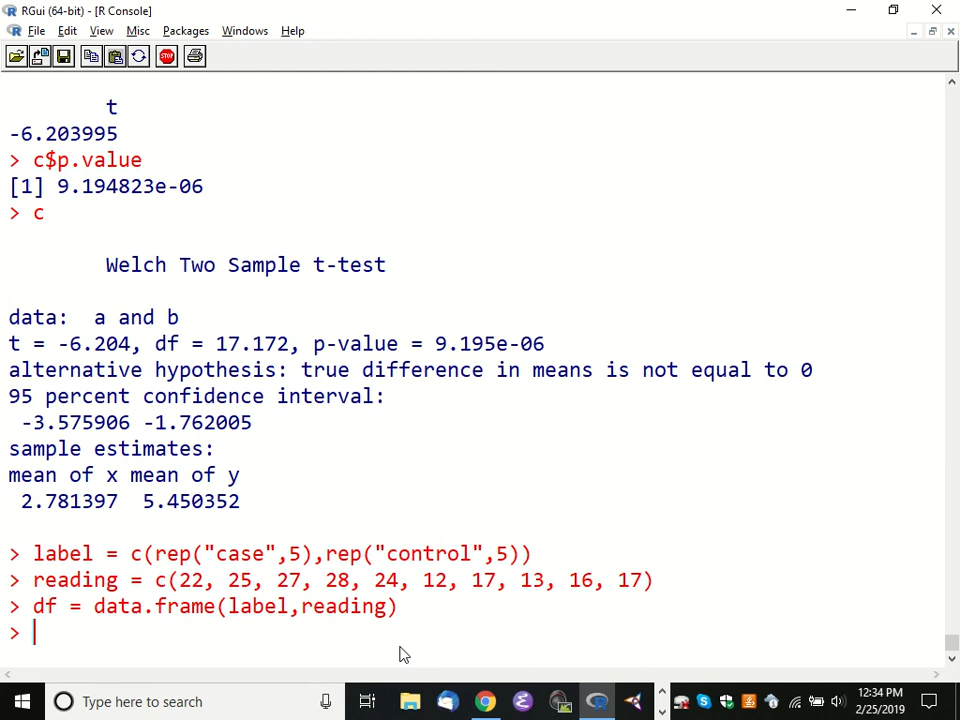 RGui (64-bit) - [R Console]
File Edit View Misc Packages Windows Help
STOP
t
-6.203995
> c$p.value
[1] 9.194823e-06
> c
Welch Two Sample t-test
data:  a and b
t = -6.204, df = 17.172, p-value = 9.195e-06
alternative hypothesis: true difference in means is not equal to 0
95 percent confidence interval:
-3.575906 -1.762005
sample estimates:
mean of x mean of y
2.781397  5.450352
> label = c(rep("case",5),rep("control",5))
> reading = c(22, 25, 27, 28, 24, 12, 17, 13, 16, 17)
> df = data.frame(label,reading)
>
Type here to search
12:34 PM
2/25/2019